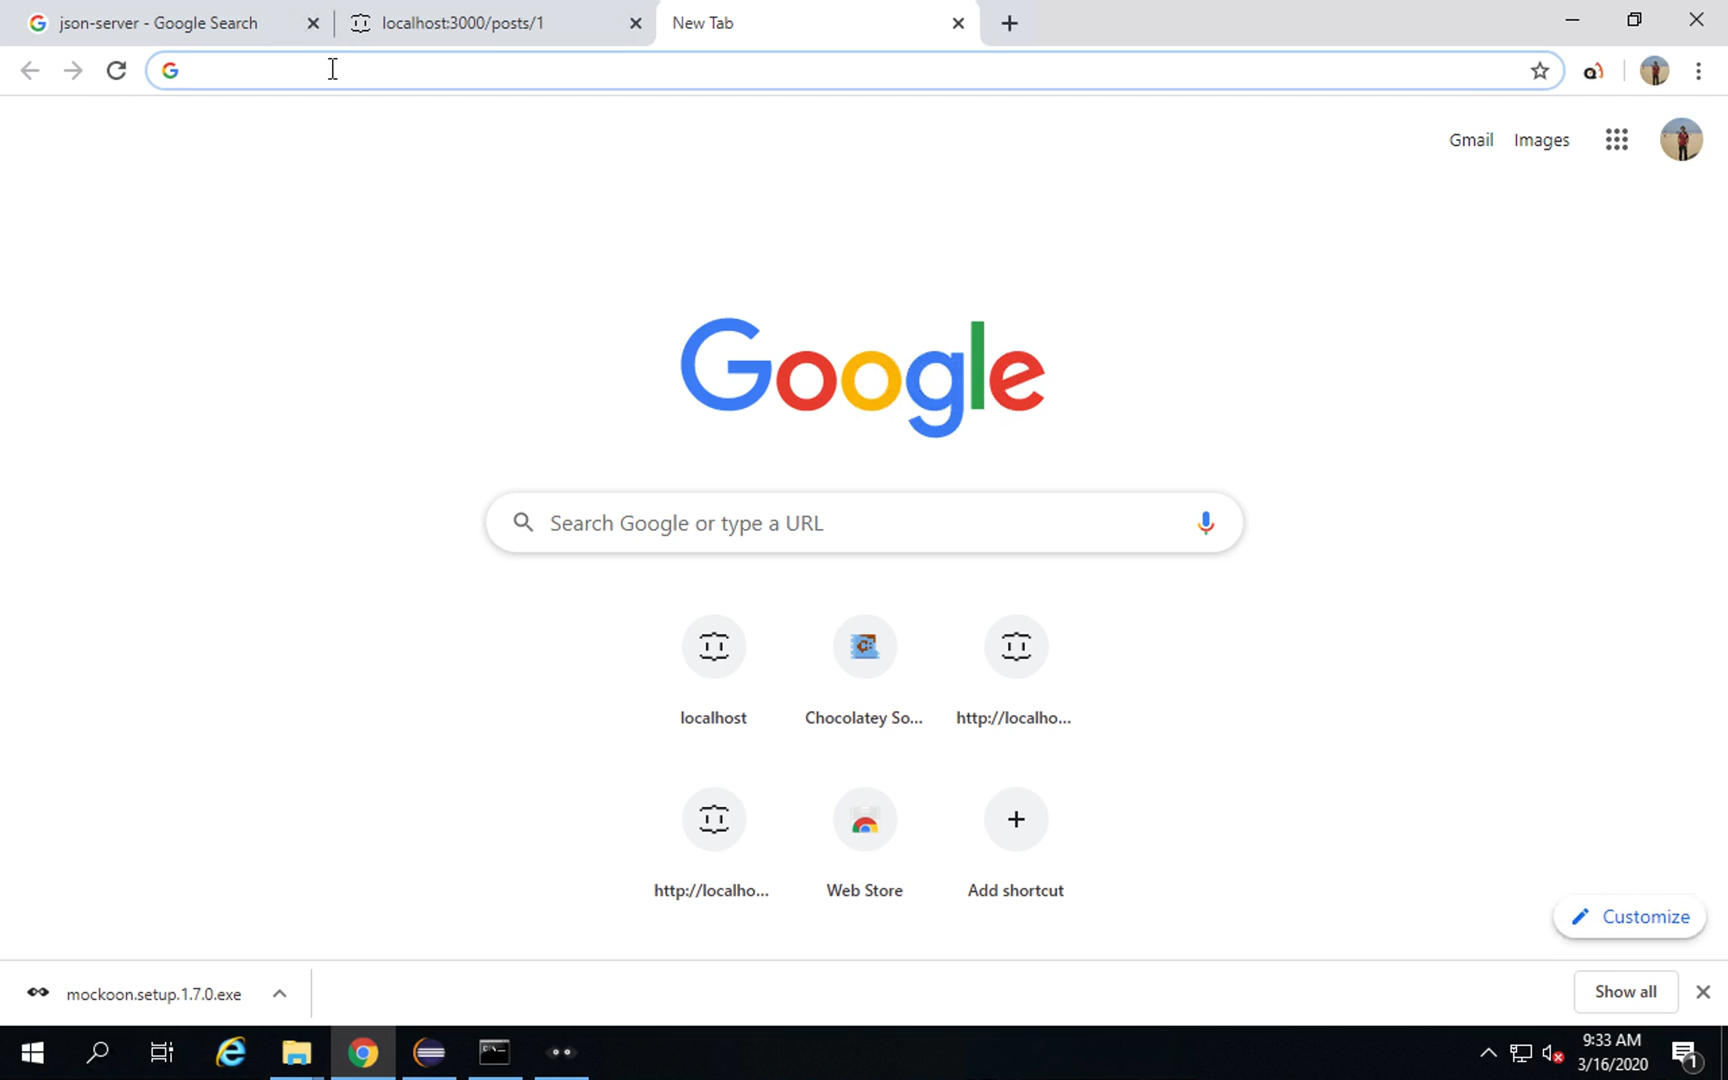 json-server - Google Search
localhost:3000/posts/1
New Tab
Gmail
Images
Google
Search Google or type a URL
localhost
Chocolatey So...
http://localho...
http://localho...
Web Store
Add shortcut
Customize
mockoon.setup.1.7.0.exe
Show all
9:33 AM
3/16/2020
1